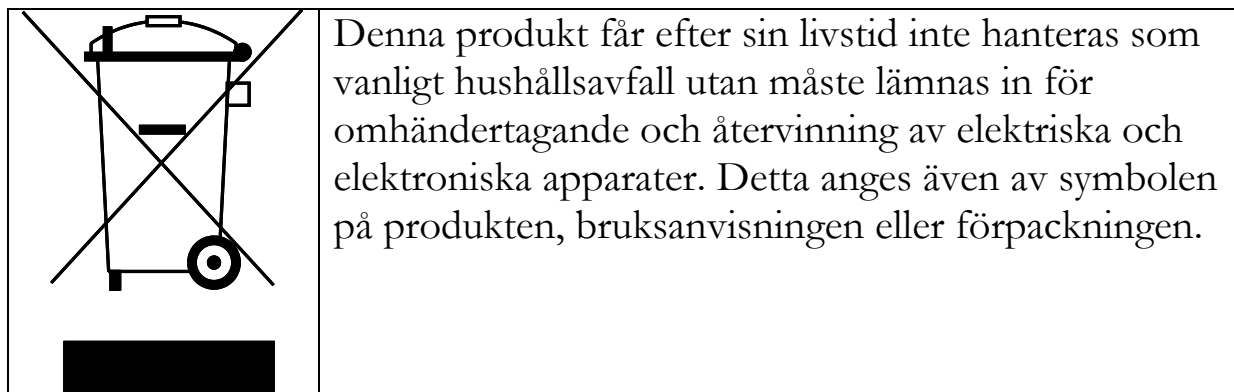 Denna produkt får efter sin livstid inte hanteras som
vanligt hushållsavfall utan måste lämnas in för
omhändertagande och återvinning av elektriska och
elektroniska apparater. Detta anges även av symbolen
på produkten, bruksanvisningen eller förpackningen.